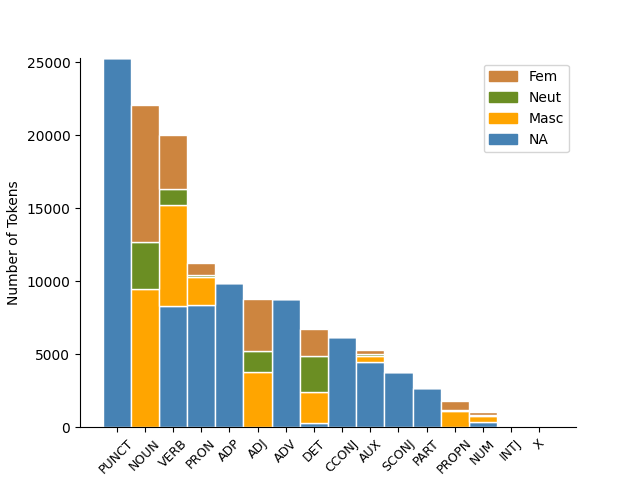 25000
20000
15000
10000
5000
0
Number of Tokens
Fem
Neut
Masc
NA
PUNCT
NOUN
VERB
PRON
ADP
ADJ
ADV
DET
CCONJ
AUX
SCONJ
PART
PROPN
NUM
INTJ
X